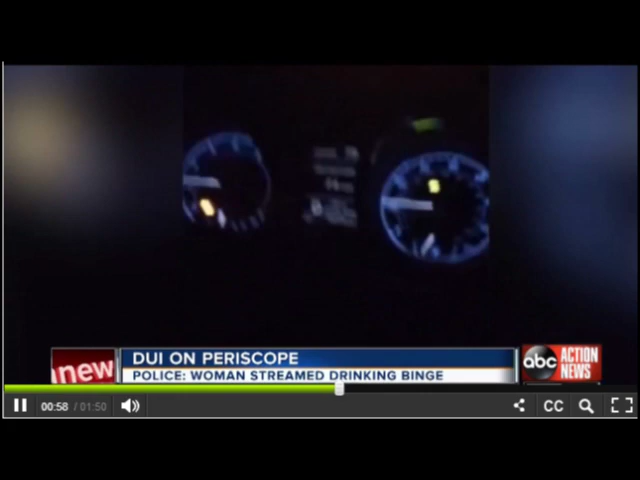 DUI ON PERISCOPE
new
POLICE: WOMAN STREAMED DRINKING BINGE
abc
ACTION
NEWS
00:58 / 01:50
CC